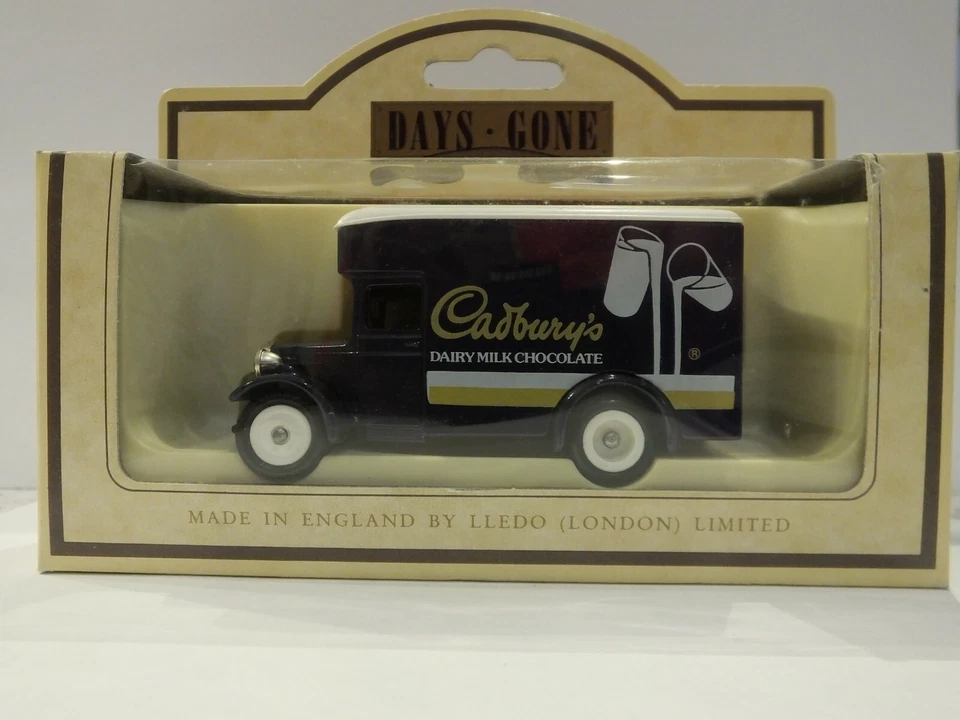 DAYS · GONE
Cadbury's
DAIRY MILK CHOCOLATE
®
MADE IN ENGLAND BY LLEDO (LONDON) LIMITED